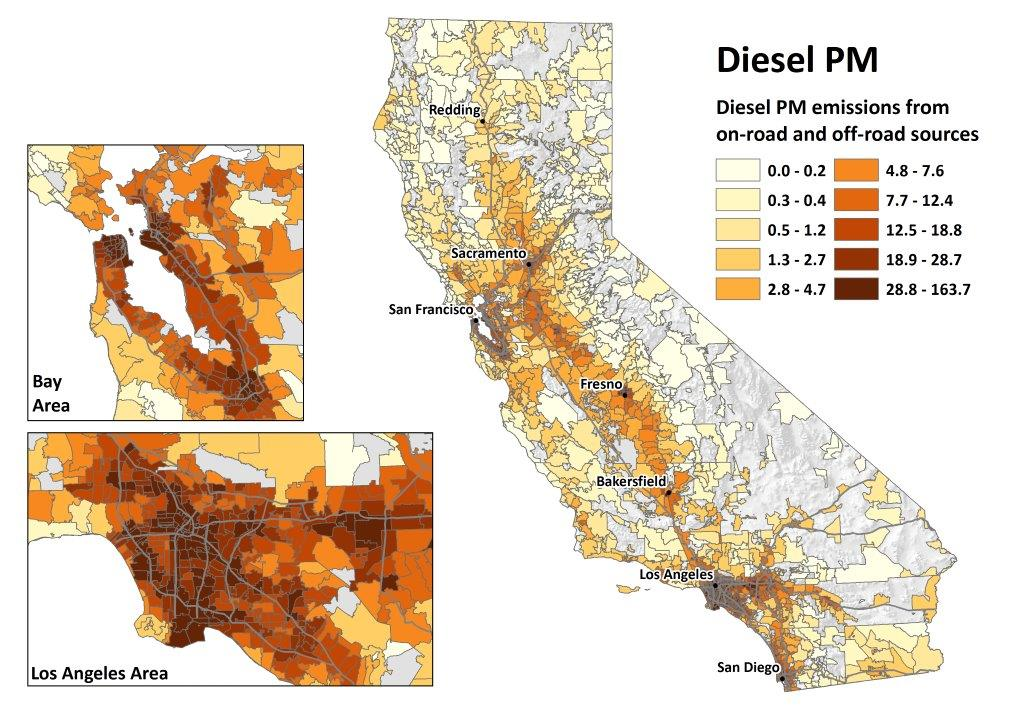 Diesel PM
Diesel PM emissions from
on-road and off-road sources
0.0 - 0.2
0.3 - 0.4
0.5 - 1.2
1.3 - 2.7
2.8 - 4.7
4.8 - 7.6
7.7 - 12.4
12.5 - 18.8
18.9 - 28.7
28.8 - 163.7
Redding
Sacramento
San Francisco
Fresno
Bakersfield
Los Angeles
San Diego
Bay
Area
Los Angeles Area